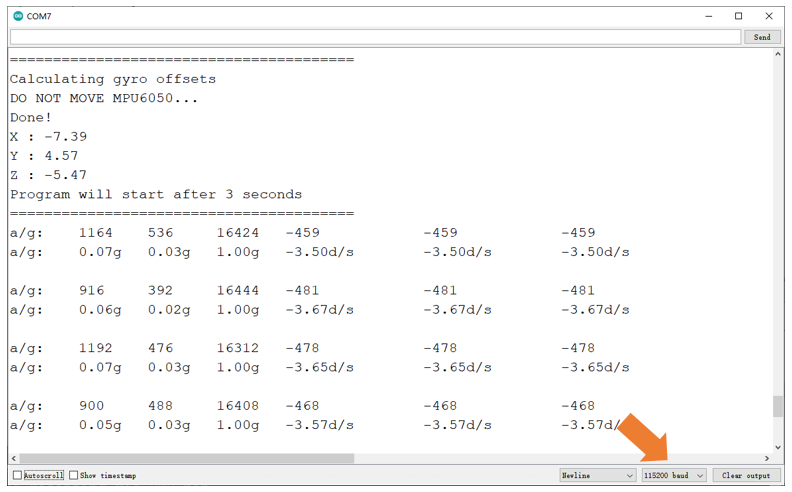 COM7
Send
========================================
Calculating gyro offsets
DO NOT MOVE MPU6050...
Done!
X : -7.39
Y : 4.57
Z : -5.47
Program will start after 3 seconds
========================================
a/g: 1164 536 16424 -459 -459 -459
a/g: 0.07g 0.03g 1.00g -3.50d/s -3.50d/s -3.50d/s
a/g: 916 392 16444 -481 -481 -481
a/g: 0.06g 0.02g 1.00g -3.67d/s -3.67d/s -3.67d/s
a/g: 1192 476 16312 -478 -478 -478
a/g: 0.07g 0.03g 1.00g -3.65d/s -3.65d/s -3.65d/s
a/g: 900 488 16408 -468 -468 -468
a/g: 0.05g 0.03g 1.00g -3.57d/s -3.57d/s -3.57d/
Autoscroll Show timestamp Newline 115200 baud Clear output